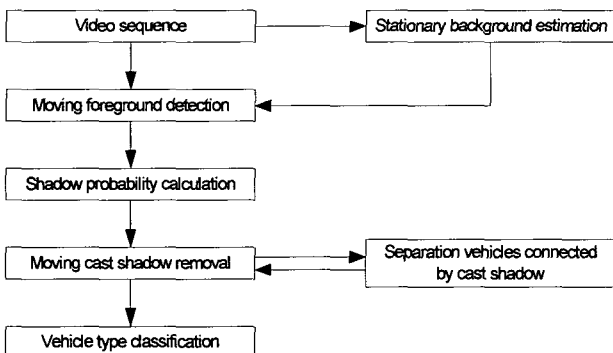 Video sequence
Stationary background estimation
Moving foreground detection
Shadow probability calculation
Moving cast shadow removal
Separation vehicles connected
by cast shadow
Vehicle type classification